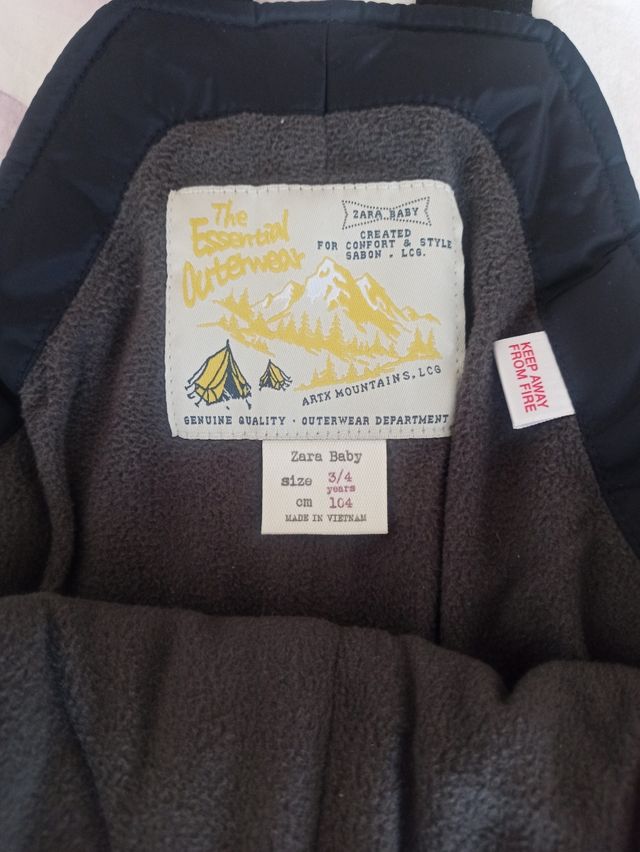 The
Essential
Outerwear
ZARA BABY
CREATED
FOR CONFORT & STYLE
SABON . LCG.
ARTX MOUNTAINS, LCG
GENUINE QUALITY · OUTERWEAR DEPARTMENT
KEEP AWAY
FROM FIRE
Zara Baby
size 3/4
years
cm 104
MADE IN VIETNAM